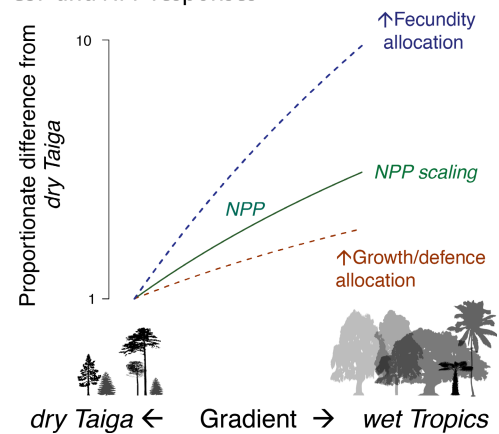 ↑Fecundity
allocation
10
Proportionate difference from
dry Taiga
NPP scaling
NPP
↑Growth/defence
allocation
1
dry Taiga ← Gradient → wet Tropics